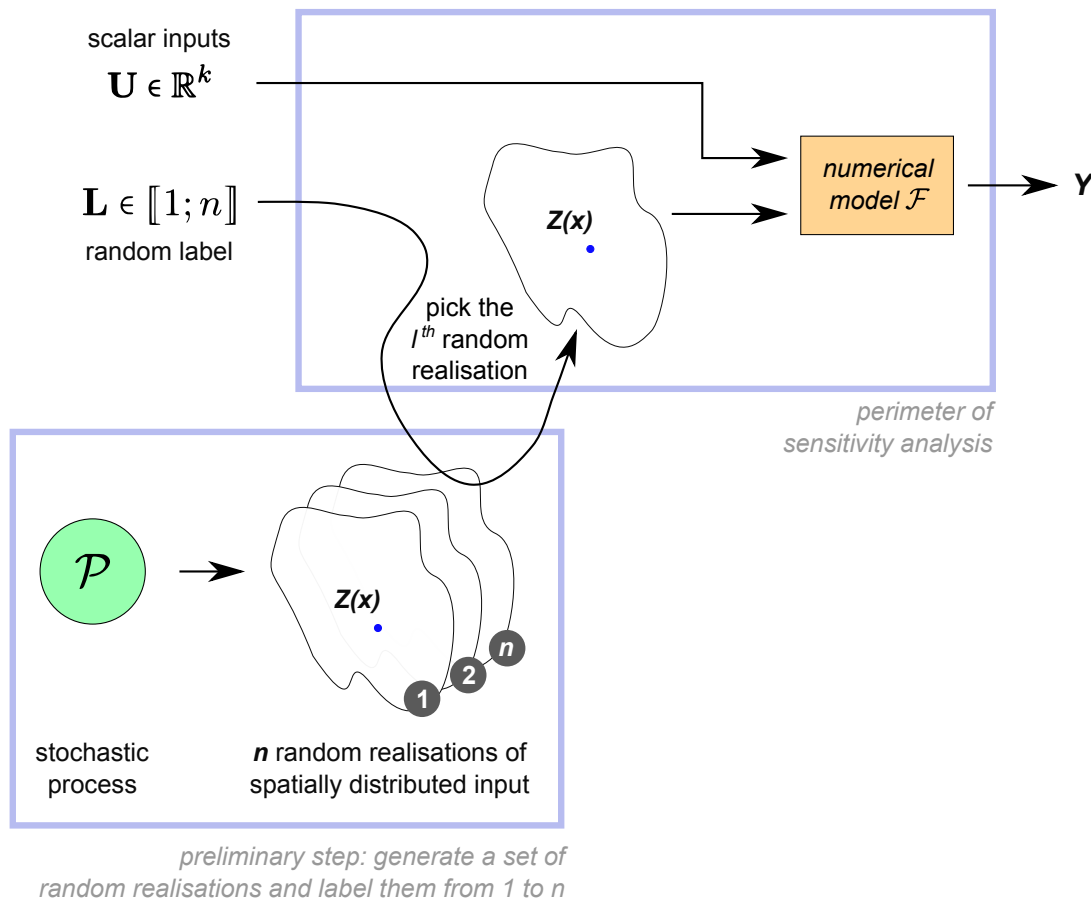 scalar inputs
U ∈ ℝᵏ
L ∈ ⟦1; n⟧
random label
Z(x)
numerical
model ℱ
Y
pick the
lᵗʰ random
realisation
perimeter of
sensitivity analysis
𝒫
Z(x)
1
2
n
stochastic
process
n random realisations of
spatially distributed input
preliminary step: generate a set of
random realisations and label them from 1 to n